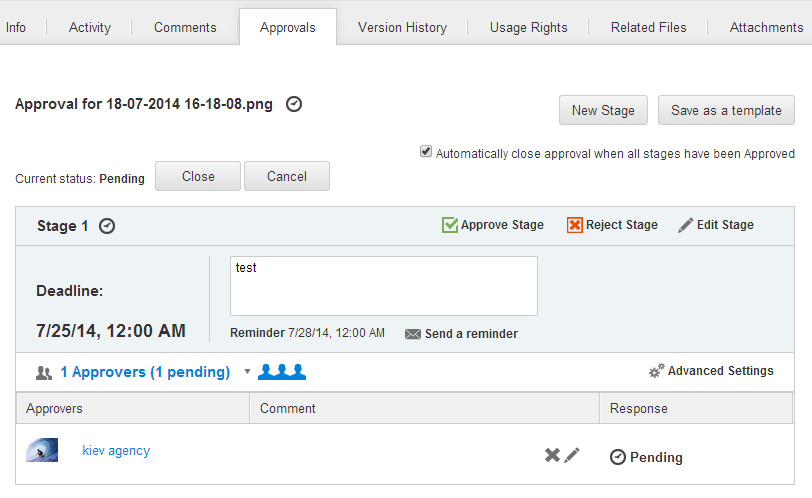 Info Activity Comments Approvals Version History Usage Rights Related Files Attachments
Approval for 18-07-2014 16-18-08.png
New Stage Save as a template
Automatically close approval when all stages have been Approved
Current status: Pending Close Cancel
Stage 1 Approve Stage Reject Stage Edit Stage
test
Deadline:
7/25/14, 12:00 AM
Reminder 7/28/14, 12:00 AM Send a reminder
1 Approvers (1 pending) Advanced Settings
Approvers Comment Response
kiev agency Pending